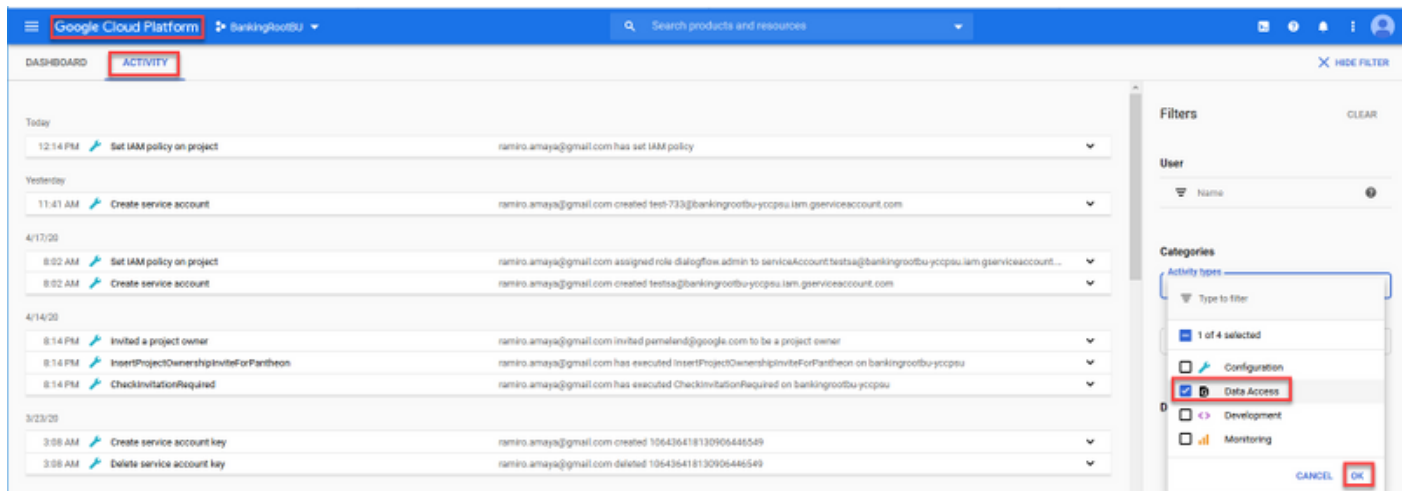 Google Cloud Platform BankingRootBU Search products and resources
DASHBOARD ACTIVITY HIDE FILTER
Today
12:14 PM Set IAM policy on project ramiro.amaya@gmail.com has set IAM policy
Yesterday
11:41 AM Create service account ramiro.amaya@gmail.com created test-733@bankingrootbu-yccpsu.iam.gserviceaccount.com
4/17/20
8:02 AM Set IAM policy on project ramiro.amaya@gmail.com assigned role dialogflow.admin to serviceAccount:testsa@bankingrootbu-yccpsu.iam.gserviceaccount...
8:02 AM Create service account ramiro.amaya@gmail.com created testsa@bankingrootbu-yccpsu.iam.gserviceaccount.com
4/14/20
8:14 PM Invited a project owner ramiro.amaya@gmail.com invited pemelend@google.com to be a project owner
8:14 PM InsertProjectOwnershipInviteForPantheon ramiro.amaya@gmail.com has executed InsertProjectOwnershipInviteForPantheon on bankingrootbu-yccpsu
8:14 PM CheckInvitationRequired ramiro.amaya@gmail.com has executed CheckInvitationRequired on bankingrootbu-yccpsu
3/23/20
3:08 AM Create service account key ramiro.amaya@gmail.com created 106436418130906446549
3:08 AM Delete service account key ramiro.amaya@gmail.com deleted 106436418130906446549
Filters CLEAR
User
Name
Categories
Activity types
Type to filter
1 of 4 selected
Configuration
Data Access
D
Development
Monitoring
CANCEL OK